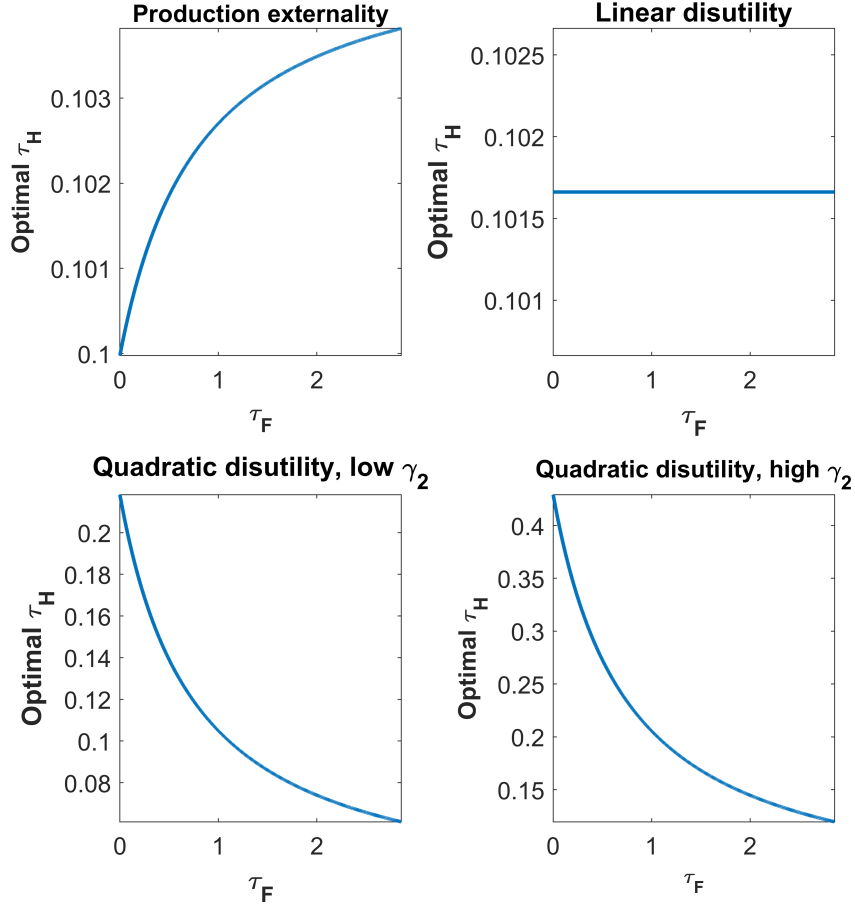 Production externality
Optimal τH
0.103
0.102
0.101
0.1
0
1
2
τF
Linear disutility
Optimal τH
0.1025
0.102
0.1015
0.101
0
1
2
τF
Quadratic disutility, low γ2
Optimal τH
0.2
0.18
0.16
0.14
0.12
0.1
0.08
0
1
2
τF
Quadratic disutility, high γ2
Optimal τH
0.4
0.35
0.3
0.25
0.2
0.15
0
1
2
τF